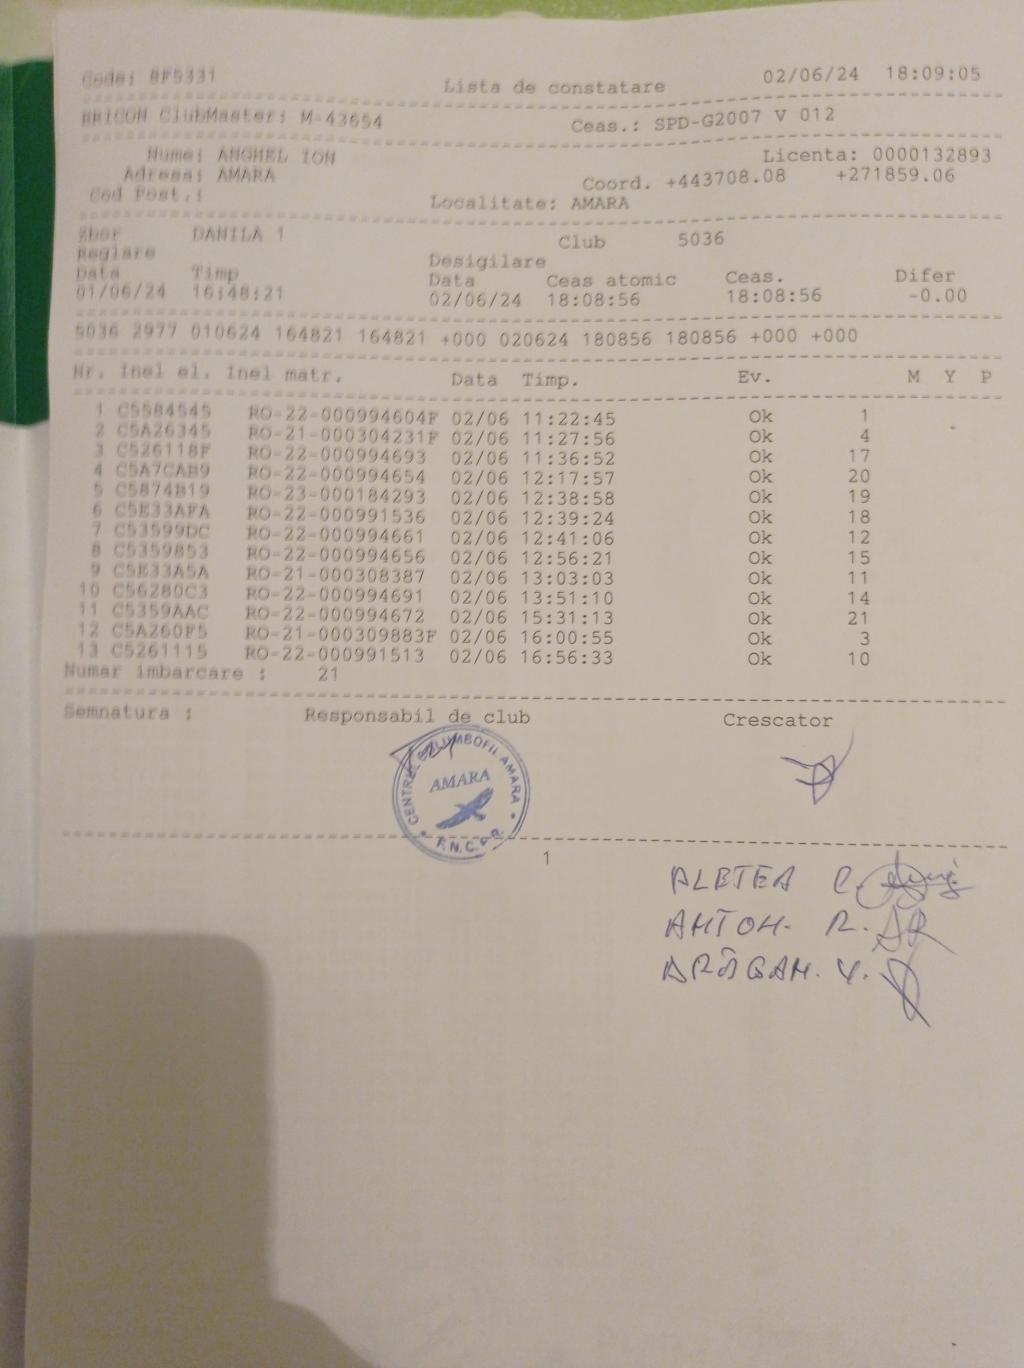 Code: 8F5331 Lista de constatare 02/06/24 18:09:05
BRICON ClubMaster: M-43654 Ceas.: SPD-G2007 V 012
Nume: ANGHEL ION Licenta: 0000132893
Adresa: AMARA Coord. +443708.08 +271859.06
Cod Post.: Localitate: AMARA
Zbor DANILA 1 Club 5036
Reglare Desigilare
Data Timp Data Ceas atomic Ceas. Difer
01/06/24 16:48:21 02/06/24 18:08:56 18:08:56 -0.00
5036 2977 010624 164821 164821 +000 020624 180856 180856 +000 +000
Nr. Inel el. Inel matr. Data Timp. Ev. M Y P
1 C5584545 RO-22-000994604F 02/06 11:22:45 Ok 1
2 C5A26345 RO-21-000304231F 02/06 11:27:56 Ok 4
3 C526118F RO-22-000994693 02/06 11:36:52 Ok 17
4 C5A7CAB9 RO-22-000994654 02/06 12:17:57 Ok 20
5 C5874B19 RO-23-000184293 02/06 12:38:58 Ok 19
6 C5E33AFA RO-22-000991536 02/06 12:39:24 Ok 18
7 C53599DC RO-22-000994661 02/06 12:41:06 Ok 12
8 C5359853 RO-22-000994656 02/06 12:56:21 Ok 15
9 C5E33A5A RO-21-000308387 02/06 13:03:03 Ok 11
10 C56280C3 RO-22-000994691 02/06 13:51:10 Ok 14
11 C5359AAC RO-22-000994672 02/06 15:31:13 Ok 21
12 C5A260F5 RO-21-000309883F 02/06 16:00:55 Ok 3
13 C5261115 RO-22-000991513 02/06 16:56:33 Ok 10
Numar imbarcare : 21
Semnatura : Responsabil de club Crescator
CENTRUL COLUMBOFIL AMARA
AMARA
F.N.C.P.R.
1
ALBTEA C.
ANTON. R. AR
DRĂGAN. V.